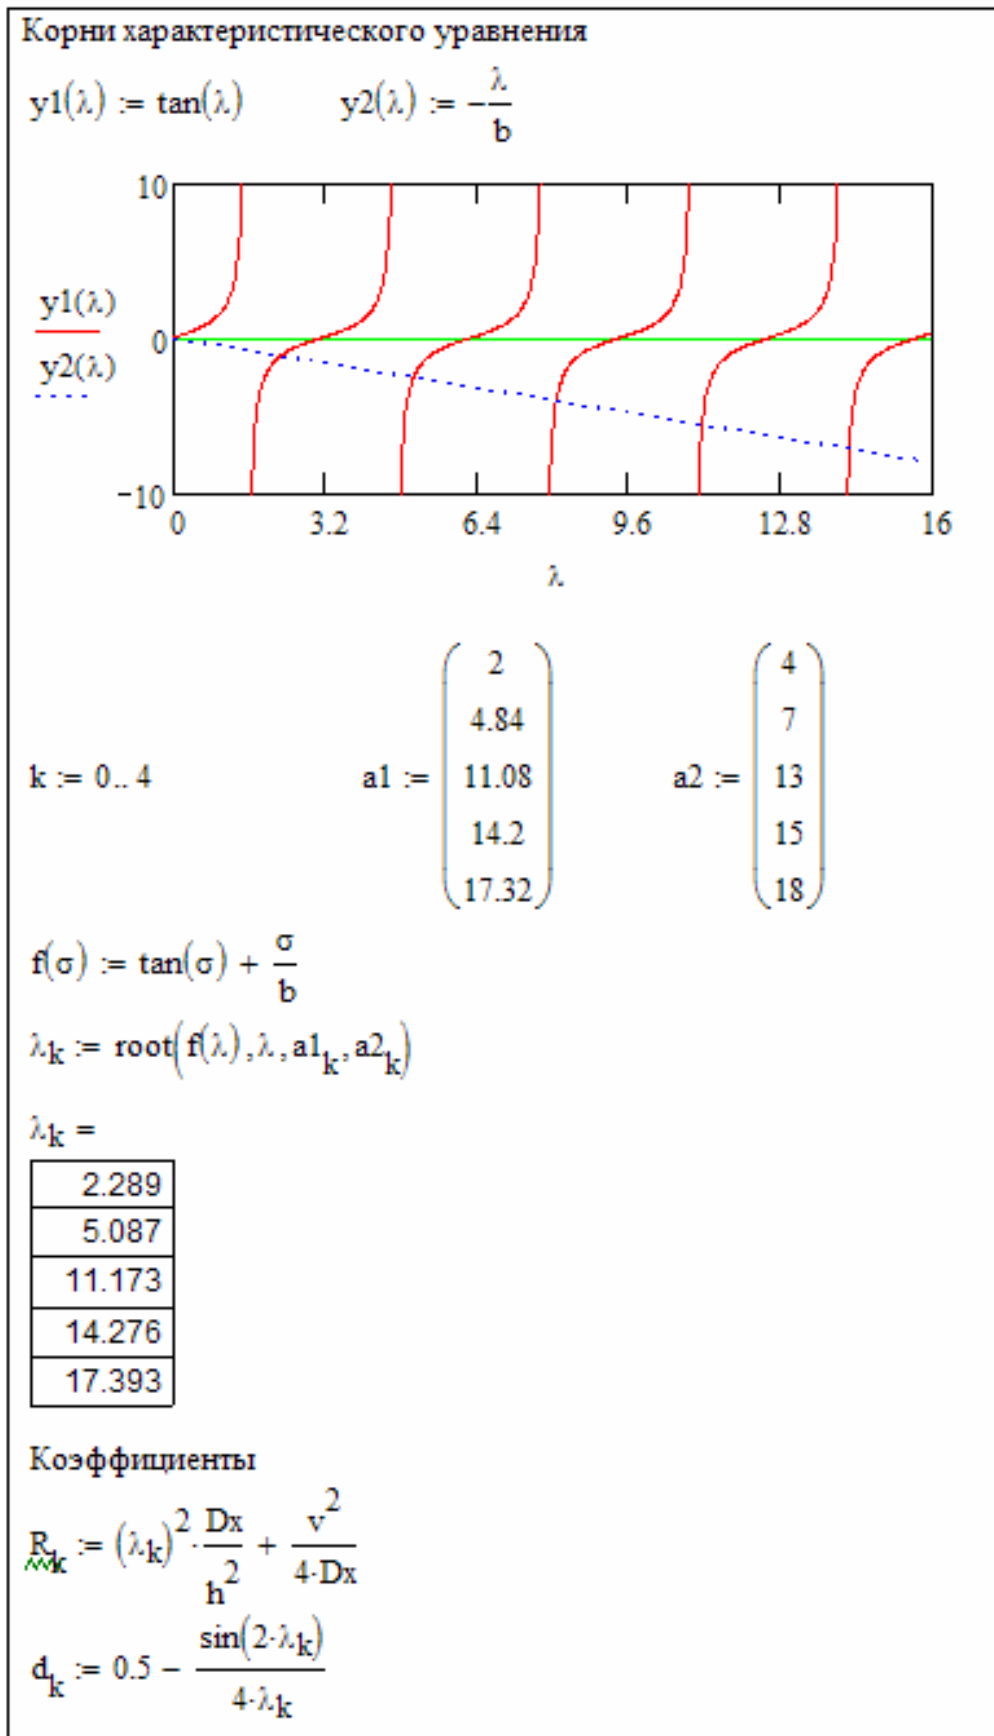 Корни характеристического уравнения
y1(λ) := tan(λ) y2(λ) := -λ/b
10
y1(λ)
0
y2(λ)
−10
0 3.2 6.4 9.6 12.8 16
λ
k := 0.. 4 a1 := (2 4.84 11.08 14.2 17.32) a2 := (4 7 13 15 18)
f(σ) := tan(σ) + σ/b
λk := root(f(λ), λ, a1k, a2k)
λk =
2.289
5.087
11.173
14.276
17.393
Коэффициенты
Rk := (λk)^2 · Dx/h^2 + v^2/(4·Dx)
dk := 0.5 − sin(2·λk)/(4·λk)